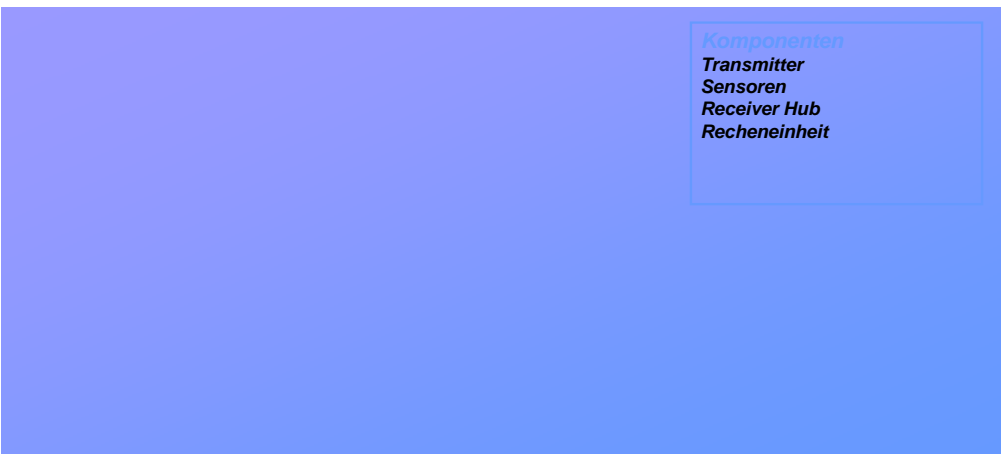 Komponenten
Transmitter
Sensoren
Receiver Hub
Recheneinheit